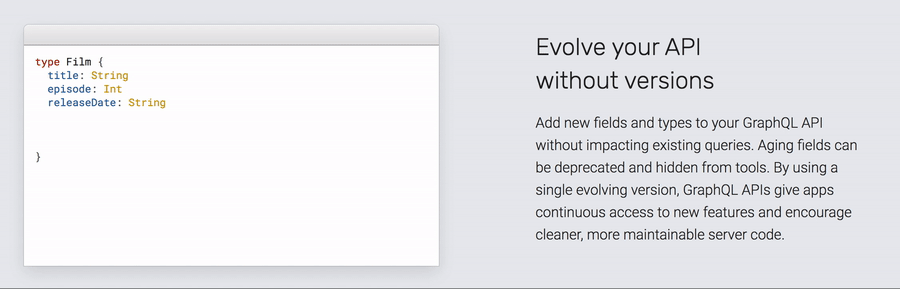 type Film {
  title: String
  episode: Int
  releaseDate: String
}
Evolve your API
without versions
Add new fields and types to your GraphQL API
without impacting existing queries. Aging fields can
be deprecated and hidden from tools. By using a
single evolving version, GraphQL APIs give apps
continuous access to new features and encourage
cleaner, more maintainable server code.